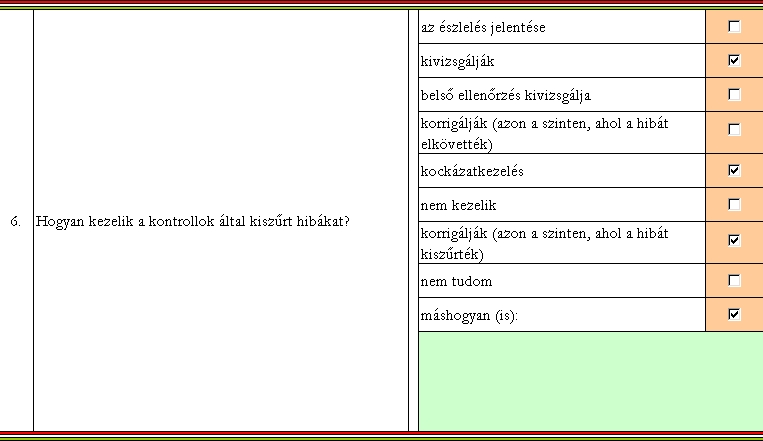 az észlelés jelentése
kivizsgálják
belső ellenőrzés kivizsgálja
korrigálják (azon a szinten, ahol a hibát
elkövették)
kockázatkezelés
nem kezelik
6. Hogyan kezelik a kontrollok által kiszűrt hibákat?
korrigálják (azon a szinten, ahol a hibát
kiszűrték)
nem tudom
máshogyan (is):